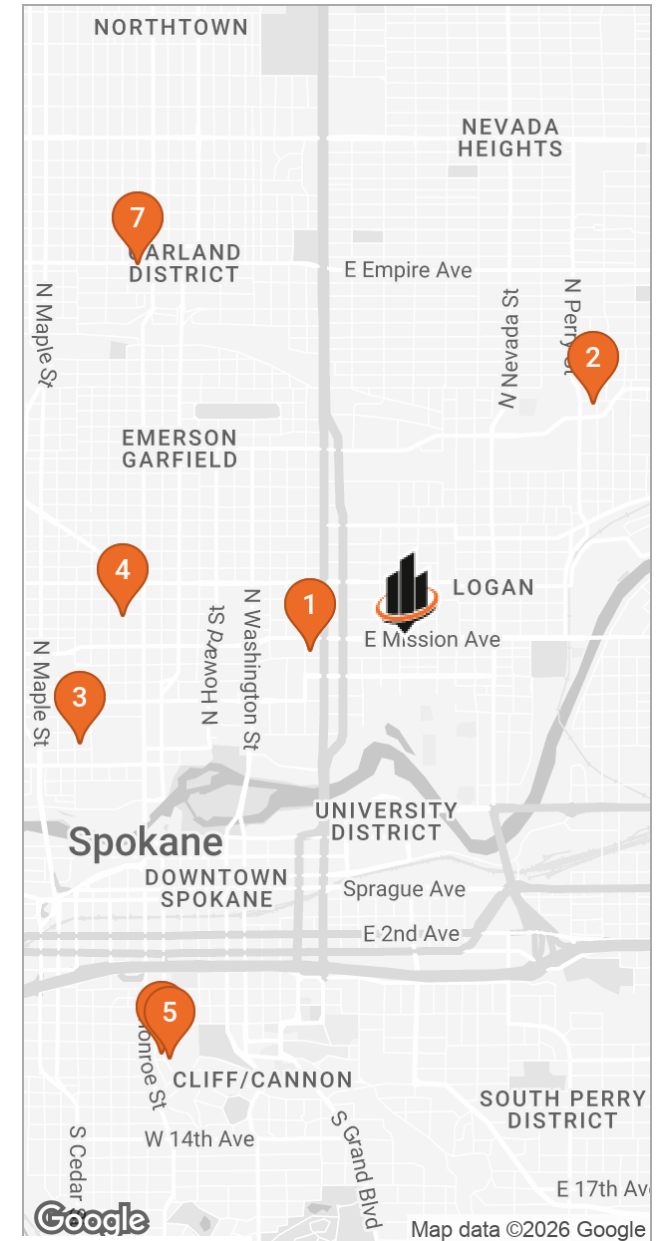 NORTHTOWN
NEVADA
HEIGHTS
7
GARLAND
DISTRICT
E Empire Ave
N Maple St
N Nevada St
N Perry St
2
EMERSON
GARFIELD
4
1
LOGAN
N Washington St
N Howard St
E Mission Ave
N Maple St
3
UNIVERSITY
DISTRICT
Spokane
DOWNTOWN
SPOKANE
Sprague Ave
E 2nd Ave
5
Monroe St
CLIFF/CANNON
SOUTH PERRY
DISTRICT
W 14th Ave
S Grand Blvd
S Cedar S
E 17th Av
Google
Map data ©2026 Google